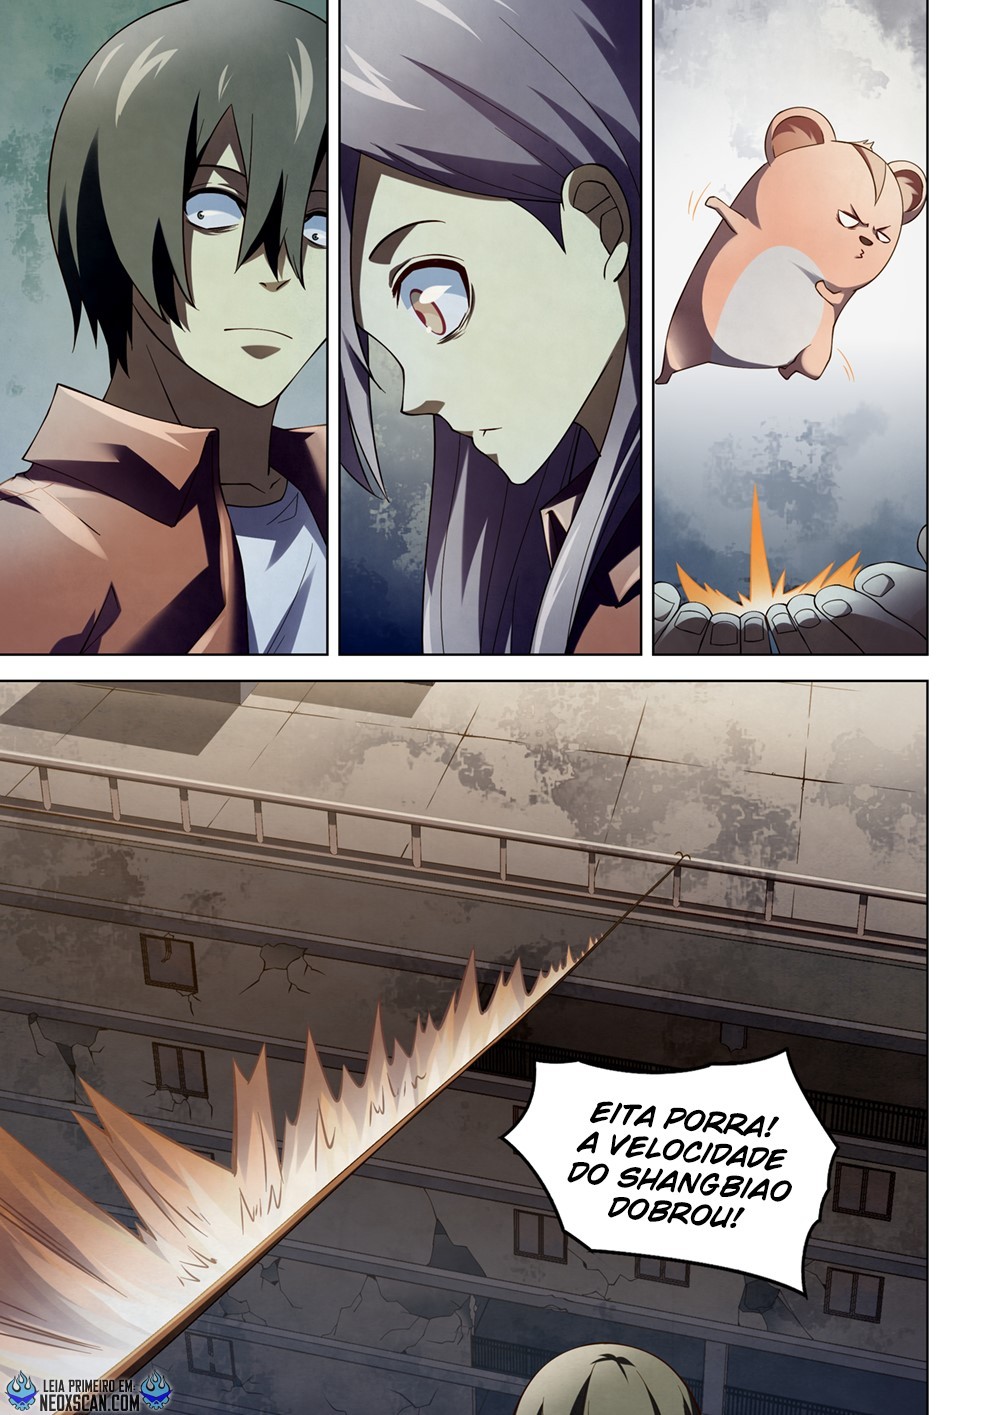 EITA PORRA!
A VELOCIDADE
DO SHANGBIAO
DOBROU!
LEIA PRIMEIRO EM
NEOXSCAN.COM